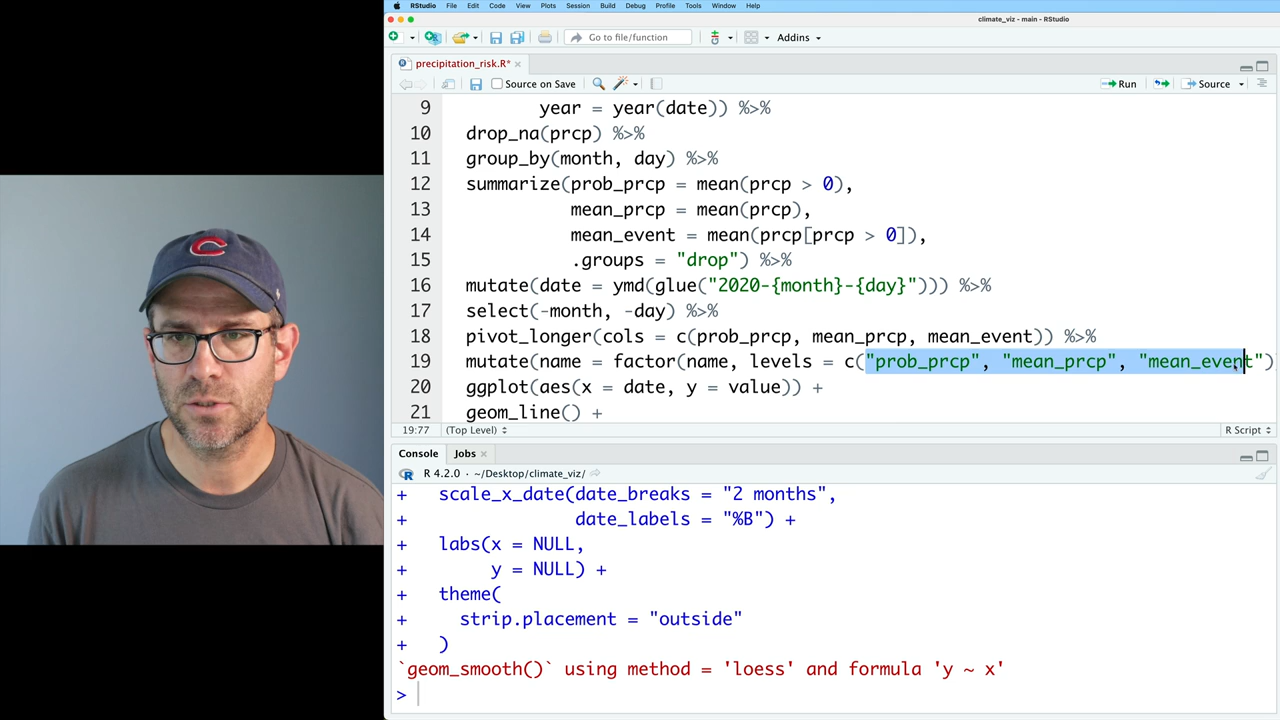 RStudio File Edit Code View Plots Session Build Debug Profile Tools Window Help
climate_viz - main - RStudio
Go to file/function Addins
precipitation_risk.R*
Source on Save Run Source
9 year = year(date)) %>%
10 drop_na(prcp) %>%
11 group_by(month, day) %>%
12 summarize(prob_prcp = mean(prcp > 0),
13 mean_prcp = mean(prcp),
14 mean_event = mean(prcp[prcp > 0]),
15 .groups = "drop") %>%
16 mutate(date = ymd(glue("2020-{month}-{day}"))) %>%
17 select(-month, -day) %>%
18 pivot_longer(cols = c(prob_prcp, mean_prcp, mean_event)) %>%
19 mutate(name = factor(name, levels = c("prob_prcp", "mean_prcp", "mean_event")
20 ggplot(aes(x = date, y = value)) +
21 geom_line() +
19:77 (Top Level) R Script
Console Jobs
R 4.2.0 · ~/Desktop/climate_viz/
+ scale_x_date(date_breaks = "2 months",
+ date_labels = "%B") +
+ labs(x = NULL,
+ y = NULL) +
+ theme(
+ strip.placement = "outside"
+ )
`geom_smooth()` using method = 'loess' and formula 'y ~ x'
>
C